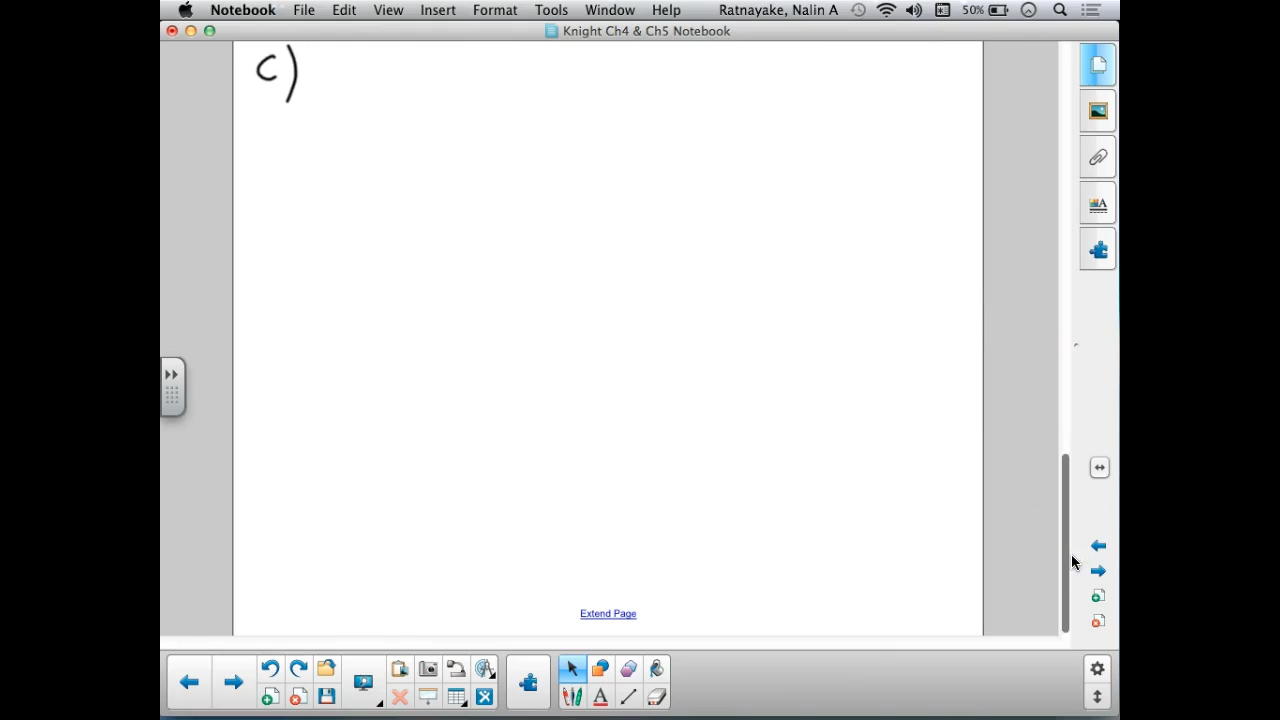 Notebook File Edit View Insert Format Tools Window Help Ratnayake, Nalin A 50%
Knight Ch4 & Ch5 Notebook
c)
Extend Page